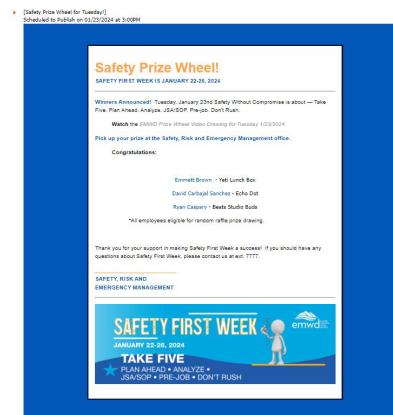 [Safety Prize Wheel for Tuesday!]
Scheduled to Publish on 01/23/2024 at 3:00PM
Safety Prize Wheel!
SAFETY FIRST WEEK IS JANUARY 22-26, 2024
Winners Announced! Tuesday, January 23nd Safety Without Compromise is about — Take
Five. Plan Ahead. Analyze. JSA/SOP. Pre-job. Don't Rush.
Watch the EMWD Prize Wheel Video Drawing for Tuesday 1/23/2024.
Pick up your prize at the Safety, Risk and Emergency Management office.
Congratulations:
Emmett Brown - Yeti Lunch Box
David Carbajal Sanchez - Echo Dot
Ryan Caspary - Beats Studio Buds
*All employees eligible for random raffle prize drawing.
Thank you for your support in making Safety First Week a success! If you should have any
questions about Safety First Week, please contact us at ext. 7777.
SAFETY, RISK AND
EMERGENCY MANAGEMENT
SAFETY FIRST WEEK
emwd
JANUARY 22-26, 2024
TAKE FIVE
PLAN AHEAD • ANALYZE •
JSA/SOP • PRE-JOB • DON'T RUSH